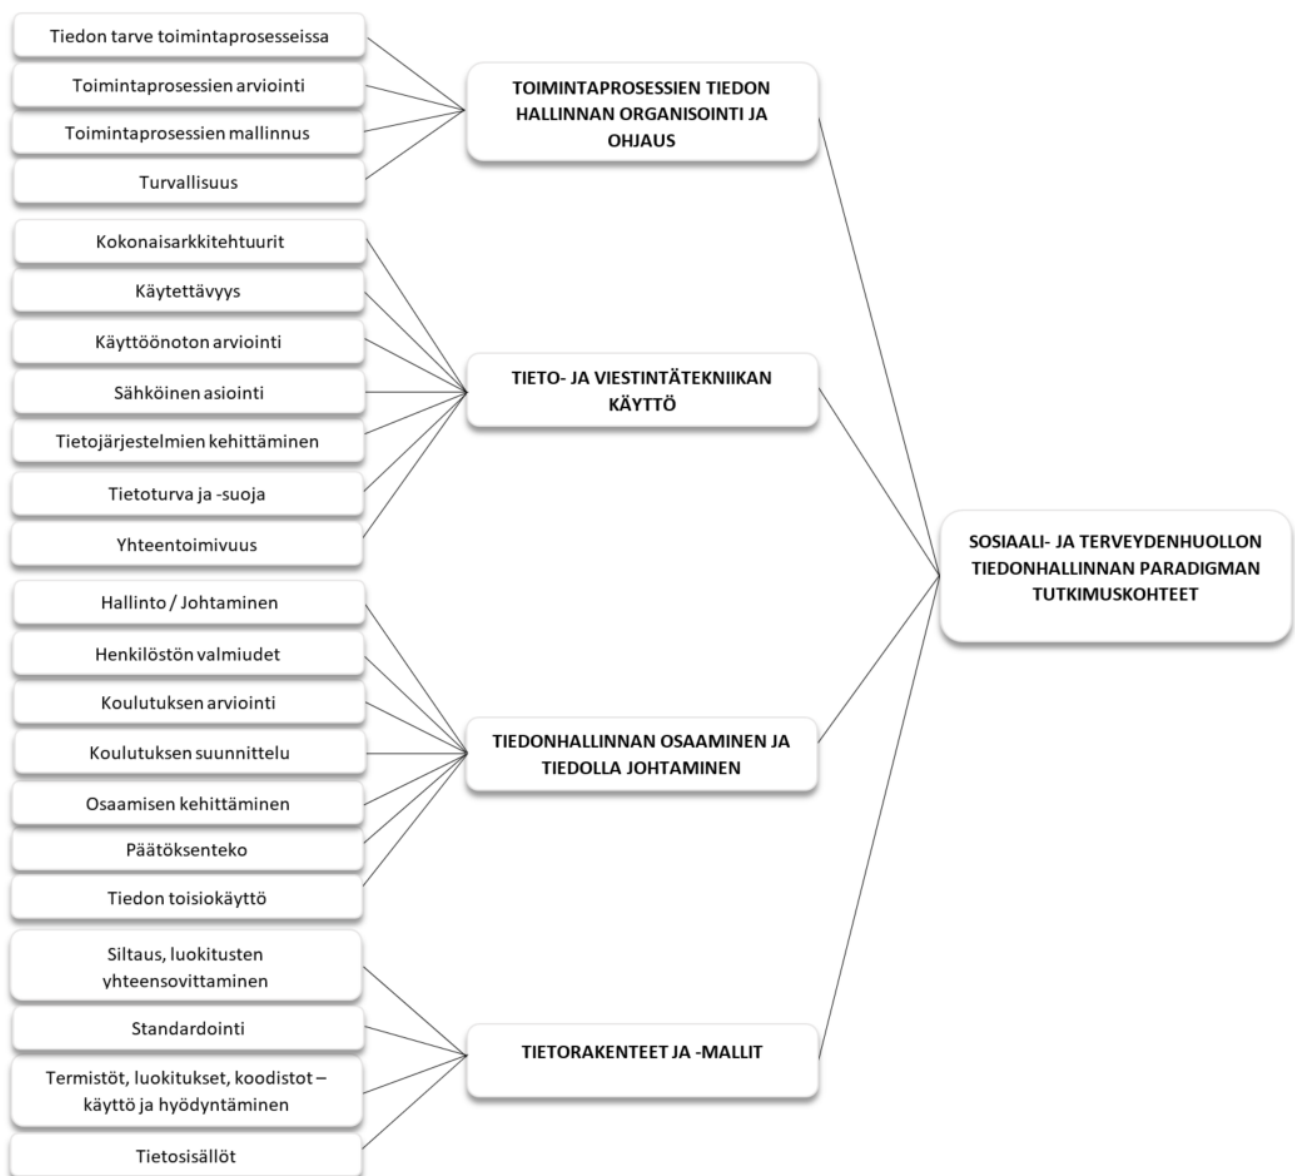 Tiedon tarve toimintaprosesseissa
Toimintaprosessien arviointi
Toimintaprosessien mallinnus
Turvallisuus
TOIMINTAPROSESSIEN TIEDON
HALLINNAN ORGANISOINTI JA
OHJAUS
Kokonaisarkkitehtuurit
Käytettävyys
Käyttöönoton arviointi
Sähköinen asiointi
Tietojärjestelmien kehittäminen
Tietoturva ja -suoja
Yhteentoimivuus
TIETO- JA VIESTINTÄTEKNIIKAN
KÄYTTÖ
Hallinto / Johtaminen
Henkilöstön valmiudet
Koulutuksen arviointi
Koulutuksen suunnittelu
Osaamisen kehittäminen
Päätöksenteko
Tiedon toisiokäyttö
TIEDONHALLINNAN OSAAMINEN JA
TIEDOLLA JOHTAMINEN
Siltaus, luokitusten
yhteensovittaminen
Standardointi
Termistöt, luokitukset, koodistot –
käyttö ja hyödyntäminen
Tietosisällöt
TIETORAKENTEET JA -MALLIT
SOSIAALI- JA TERVEYDENHUOLLON
TIEDONHALLINNAN PARADIGMAN
TUTKIMUSKOHTEET